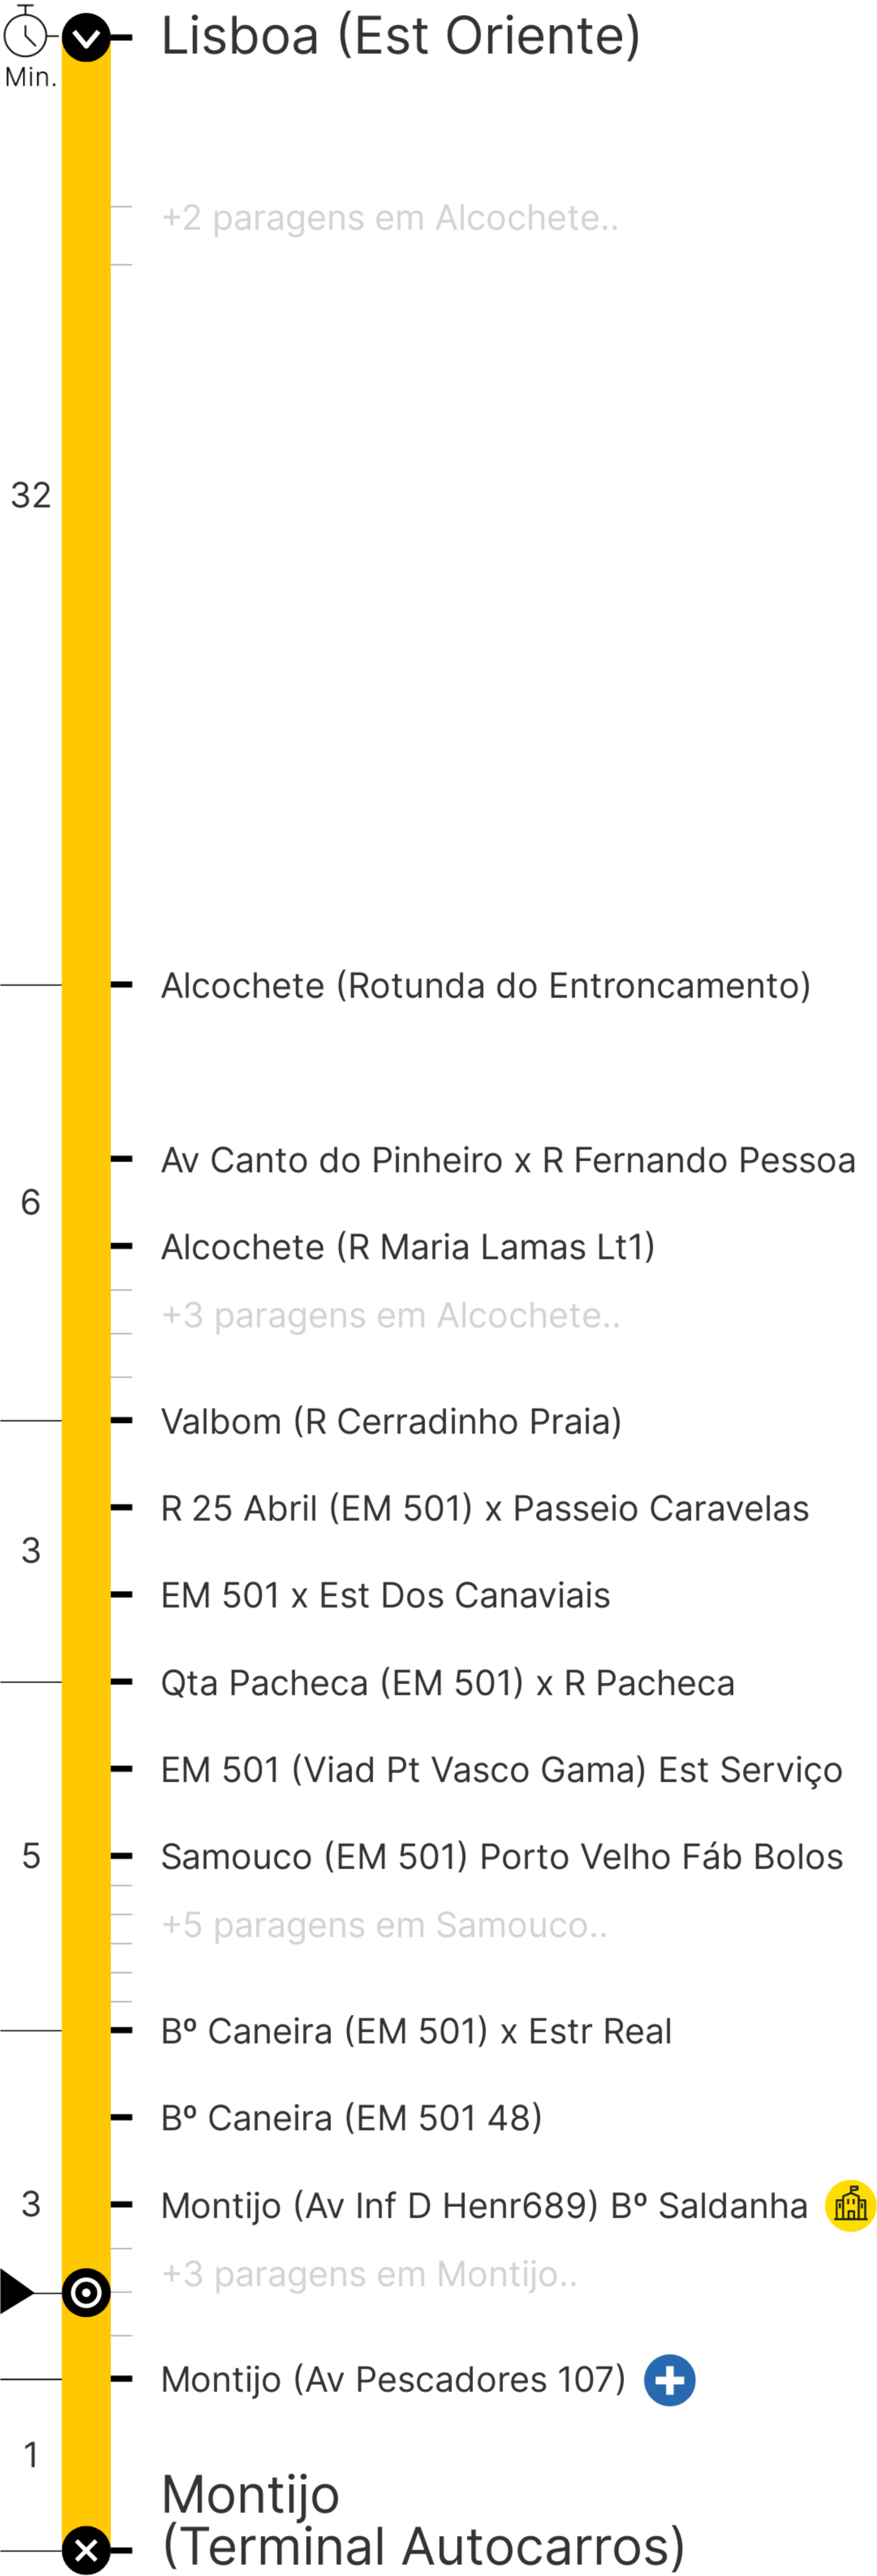 Lisboa (Est Oriente)
Min.
+2 paragens em Alcochete..
32
Alcochete (Rotunda do Entroncamento)
Av Canto do Pinheiro x R Fernando Pessoa
6
Alcochete (R Maria Lamas Lt1)
+3 paragens em Alcochete..
Valbom (R Cerradinho Praia)
R 25 Abril (EM 501) x Passeio Caravelas
3
EM 501 x Est Dos Canaviais
Qta Pacheca (EM 501) x R Pacheca
EM 501 (Viad Pt Vasco Gama) Est Serviço
5
Samouco (EM 501) Porto Velho Fáb Bolos
+5 paragens em Samouco..
Bº Caneira (EM 501) x Estr Real
Bº Caneira (EM 501 48)
3
Montijo (Av Inf D Henr689) Bº Saldanha
+3 paragens em Montijo..
Montijo (Av Pescadores 107)
1
Montijo
(Terminal Autocarros)